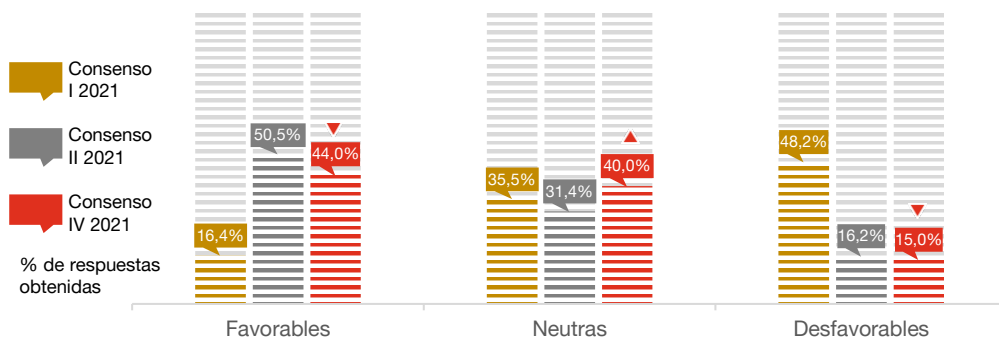 Consenso
I 2021
Consenso
II 2021
Consenso
IV 2021
% de respuestas
obtenidas
16,4%
50,5%
44,0%
35,5%
31,4%
40,0%
48,2%
16,2%
15,0%
Favorables
Neutras
Desfavorables